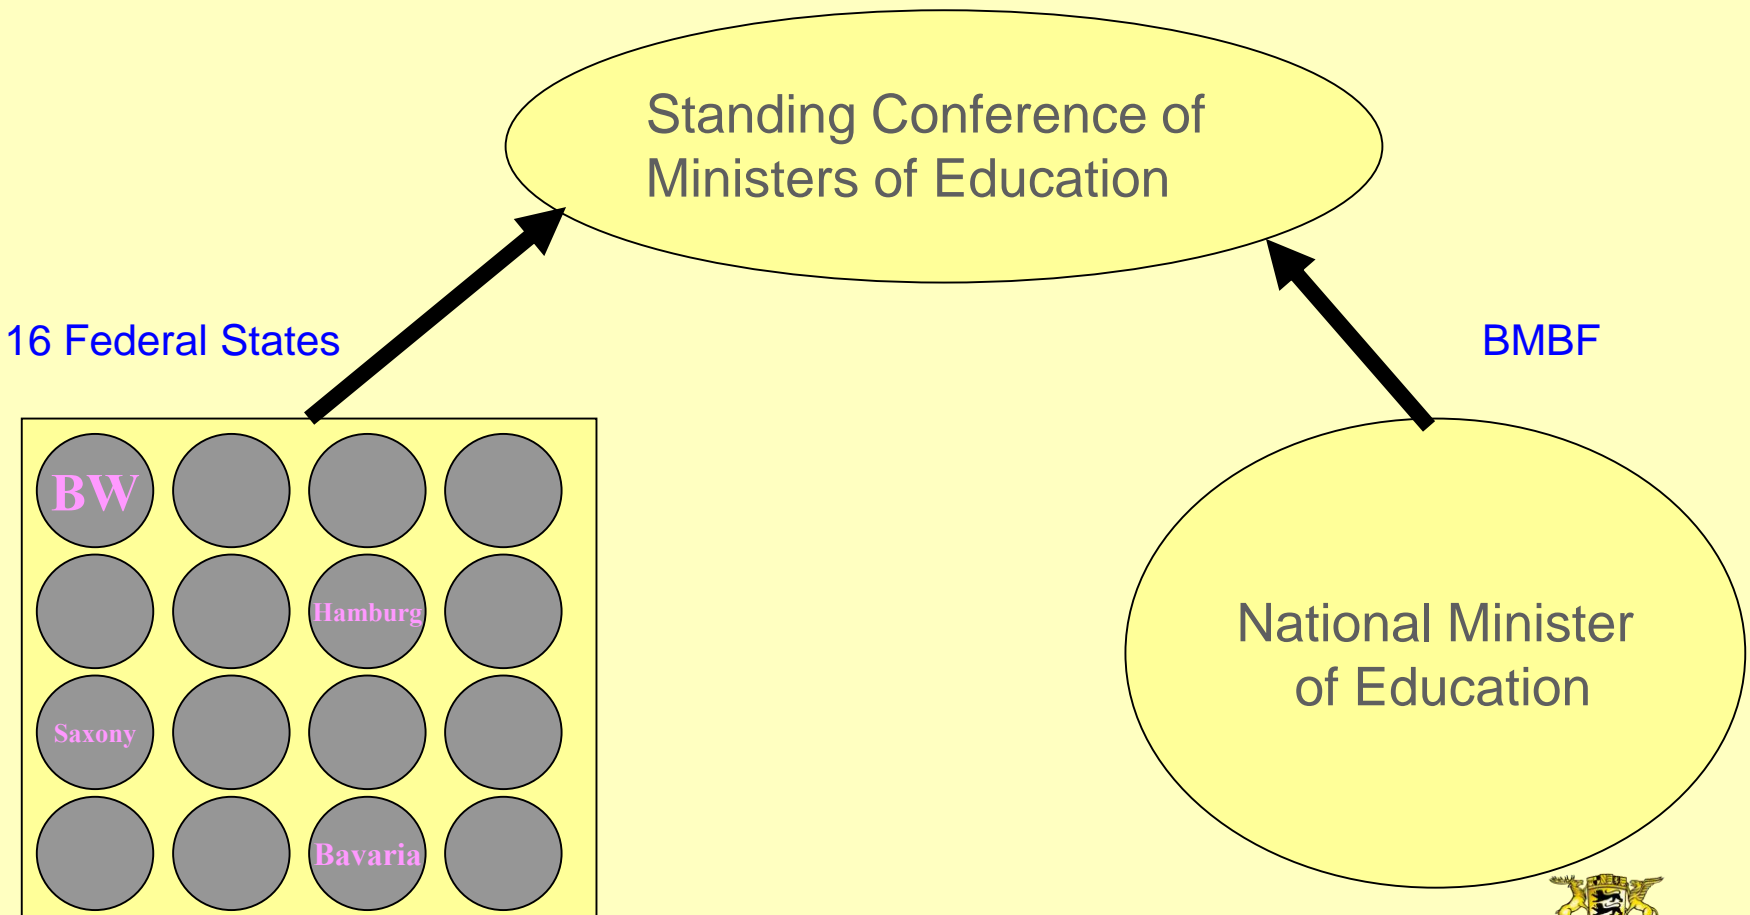 Standing Conference of
Ministers of Education
16 Federal States
BMBF
BW
Hamburg
Saxony
Bavaria
National Minister
of Education